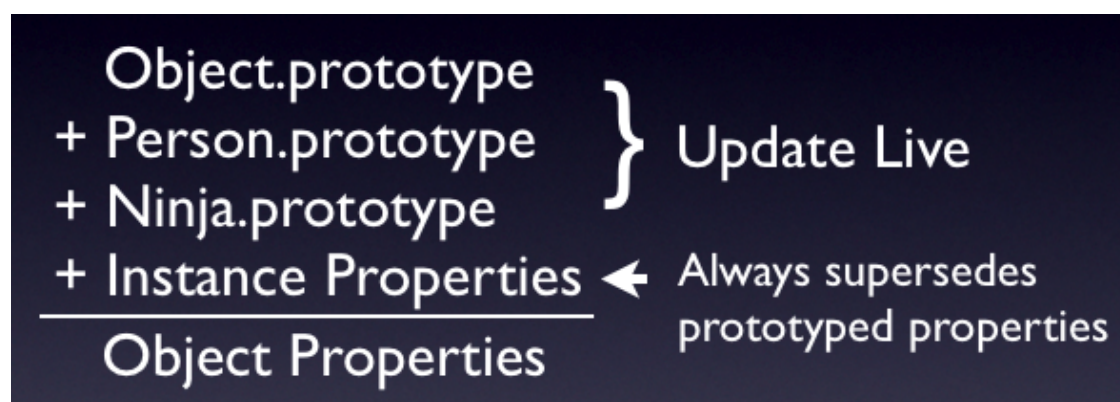 Object.prototype
+ Person.prototype
+ Ninja.prototype
+ Instance Properties
Object Properties
} Update Live
Always supersedes
prototyped properties